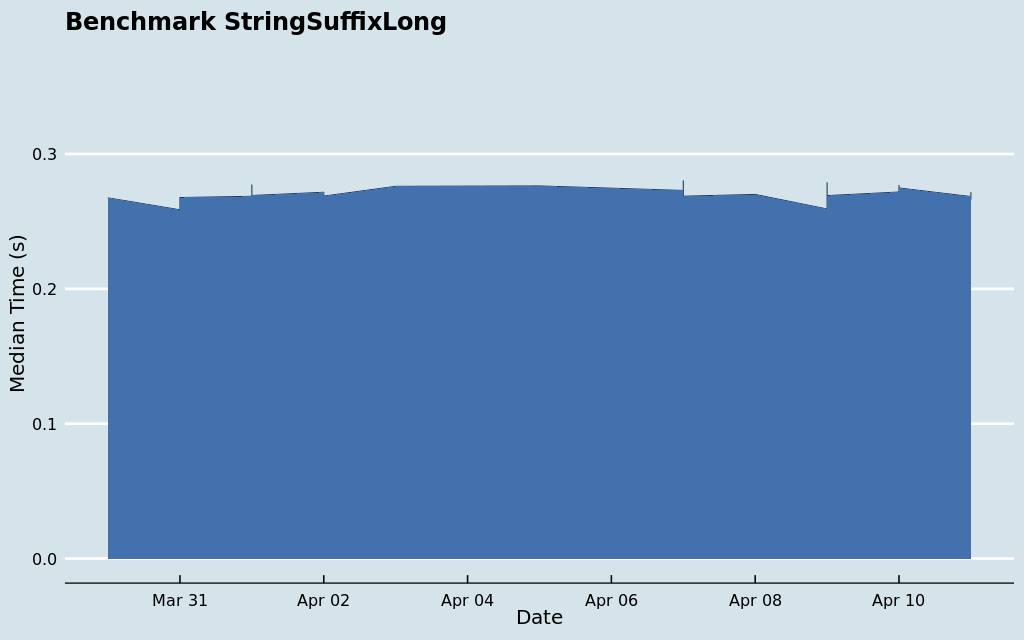 Benchmark StringSuffixLong
Median Time (s)
0.3
0.2
0.1
0.0
Mar 31
Apr 02
Apr 04
Apr 06
Apr 08
Apr 10
Date